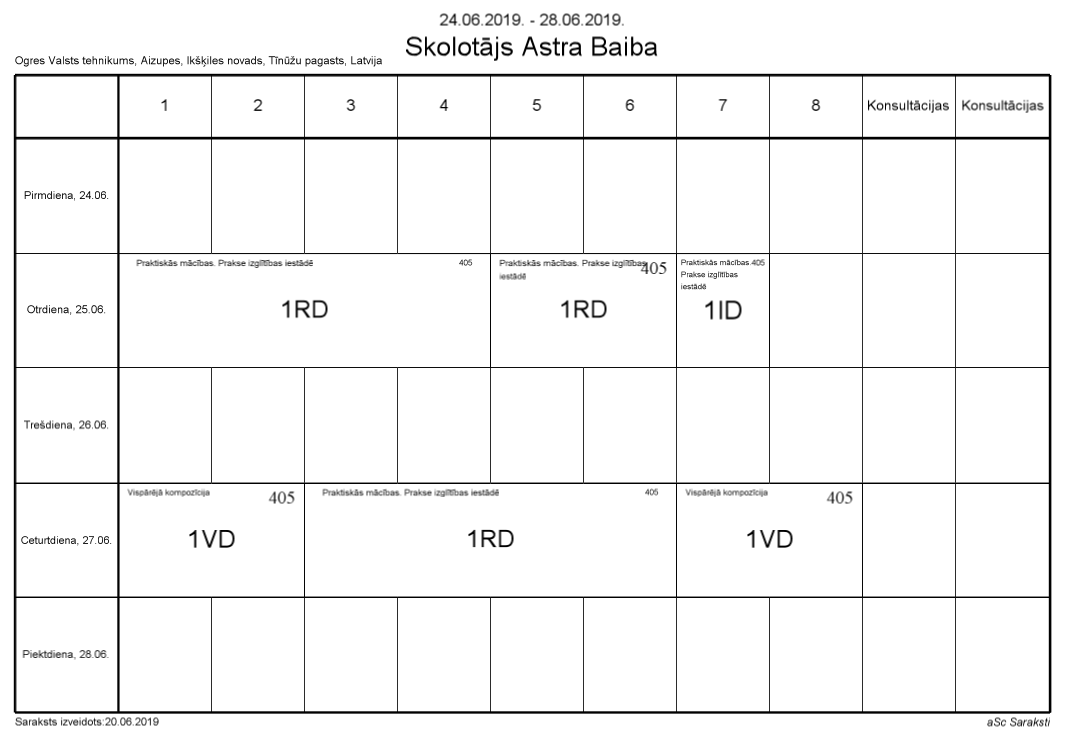 24.06.2019. - 28.06.2019.
Skolotājs Astra Baiba
Ogres Valsts tehnikums, Aizupes, Ikšķiles novads, Tīnūžu pagasts, Latvija
1 2 3 4 5 6 7 8 Konsultācijas Konsultācijas
Pirmdiena, 24.06.
Otrdiena, 25.06.
Praktiskās mācības. Prakse izglītības iestādē 405
1RD
Praktiskās mācības. Prakse izglītības 405
iestādē
1RD
Praktiskās mācības. 405
Prakse izglītības
iestādē
1ID
Trešdiena, 26.06.
Ceturtdiena, 27.06.
Vispārējā kompozīcija 405
1VD
Praktiskās mācības. Prakse izglītības iestādē 405
1RD
Vispārējā kompozīcija 405
1VD
Piektdiena, 28.06.
Saraksts izveidots:20.06.2019
aSc Saraksti